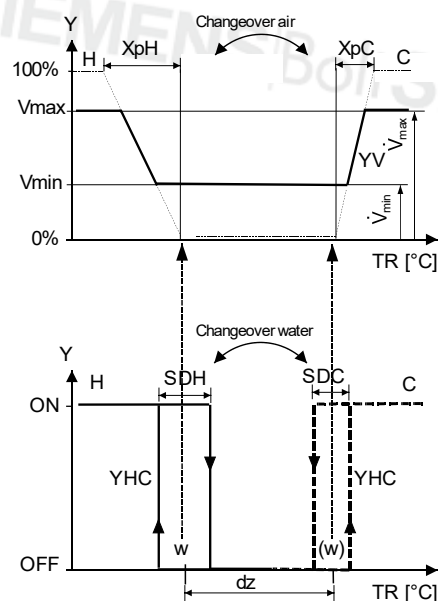 SIEMENS
Y
H
XpH
Changeover air
XpC
C
100%
Vmax
YV
V̇max
Vmin
V̇min
0%
TR [°C]
Y
Changeover water
H
SDH
SDC
C
ON
YHC
YHC
w
(w)
OFF
dz
TR [°C]